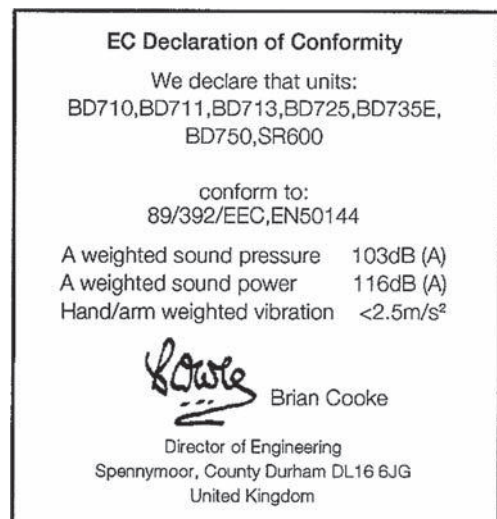 EC Declaration of Conformity
We declare that units:
BD710,BD711,BD713,BD725,BD735E,
BD750,SR600
conform to:
89/392/EEC,EN50144
A weighted sound pressure 103dB (A)
A weighted sound power 116dB (A)
Hand/arm weighted vibration <2.5m/s²
Brian Cooke
Director of Engineering
Spennymoor, County Durham DL16 6JG
United Kingdom